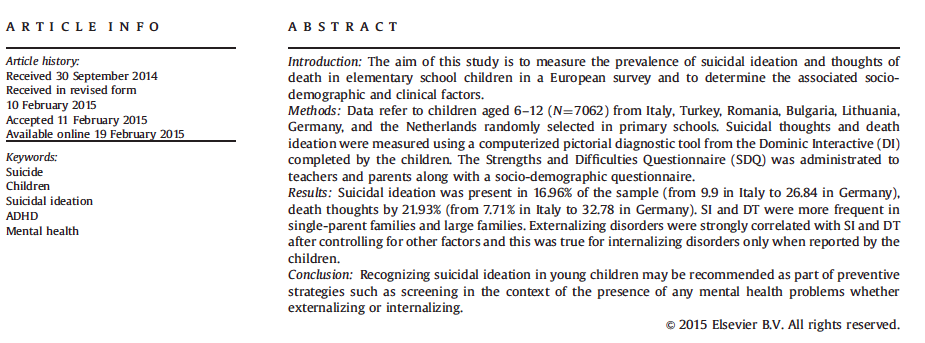 ARTICLE INFO
Article history:
Received 30 September 2014
Received in revised form
10 February 2015
Accepted 11 February 2015
Available online 19 February 2015
Keywords:
Suicide
Children
Suicidal ideation
ADHD
Mental health
ABSTRACT
Introduction: The aim of this study is to measure the prevalence of suicidal ideation and thoughts of
death in elementary school children in a European survey and to determine the associated socio-
demographic and clinical factors.
Methods: Data refer to children aged 6–12 (N=7062) from Italy, Turkey, Romania, Bulgaria, Lithuania,
Germany, and the Netherlands randomly selected in primary schools. Suicidal thoughts and death
ideation were measured using a computerized pictorial diagnostic tool from the Dominic Interactive (DI)
completed by the children. The Strengths and Difficulties Questionnaire (SDQ) was administrated to
teachers and parents along with a socio-demographic questionnaire.
Results: Suicidal ideation was present in 16.96% of the sample (from 9.9 in Italy to 26.84 in Germany),
death thoughts by 21.93% (from 7.71% in Italy to 32.78 in Germany). SI and DT were more frequent in
single-parent families and large families. Externalizing disorders were strongly correlated with SI and DT
after controlling for other factors and this was true for internalizing disorders only when reported by the
children.
Conclusion: Recognizing suicidal ideation in young children may be recommended as part of preventive
strategies such as screening in the context of the presence of any mental health problems whether
externalizing or internalizing.
© 2015 Elsevier B.V. All rights reserved.